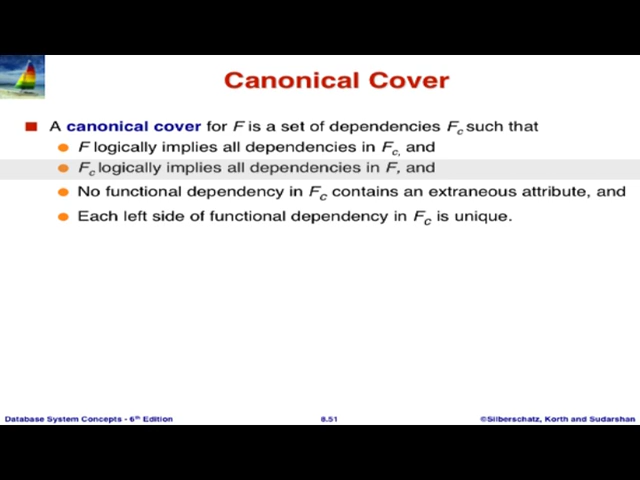 Canonical Cover
A canonical cover for F is a set of dependencies Fc such that
F logically implies all dependencies in Fc, and
Fc logically implies all dependencies in F, and
No functional dependency in Fc contains an extraneous attribute, and
Each left side of functional dependency in Fc is unique.
Database System Concepts - 6th Edition 8.51 ©Silberschatz, Korth and Sudarshan